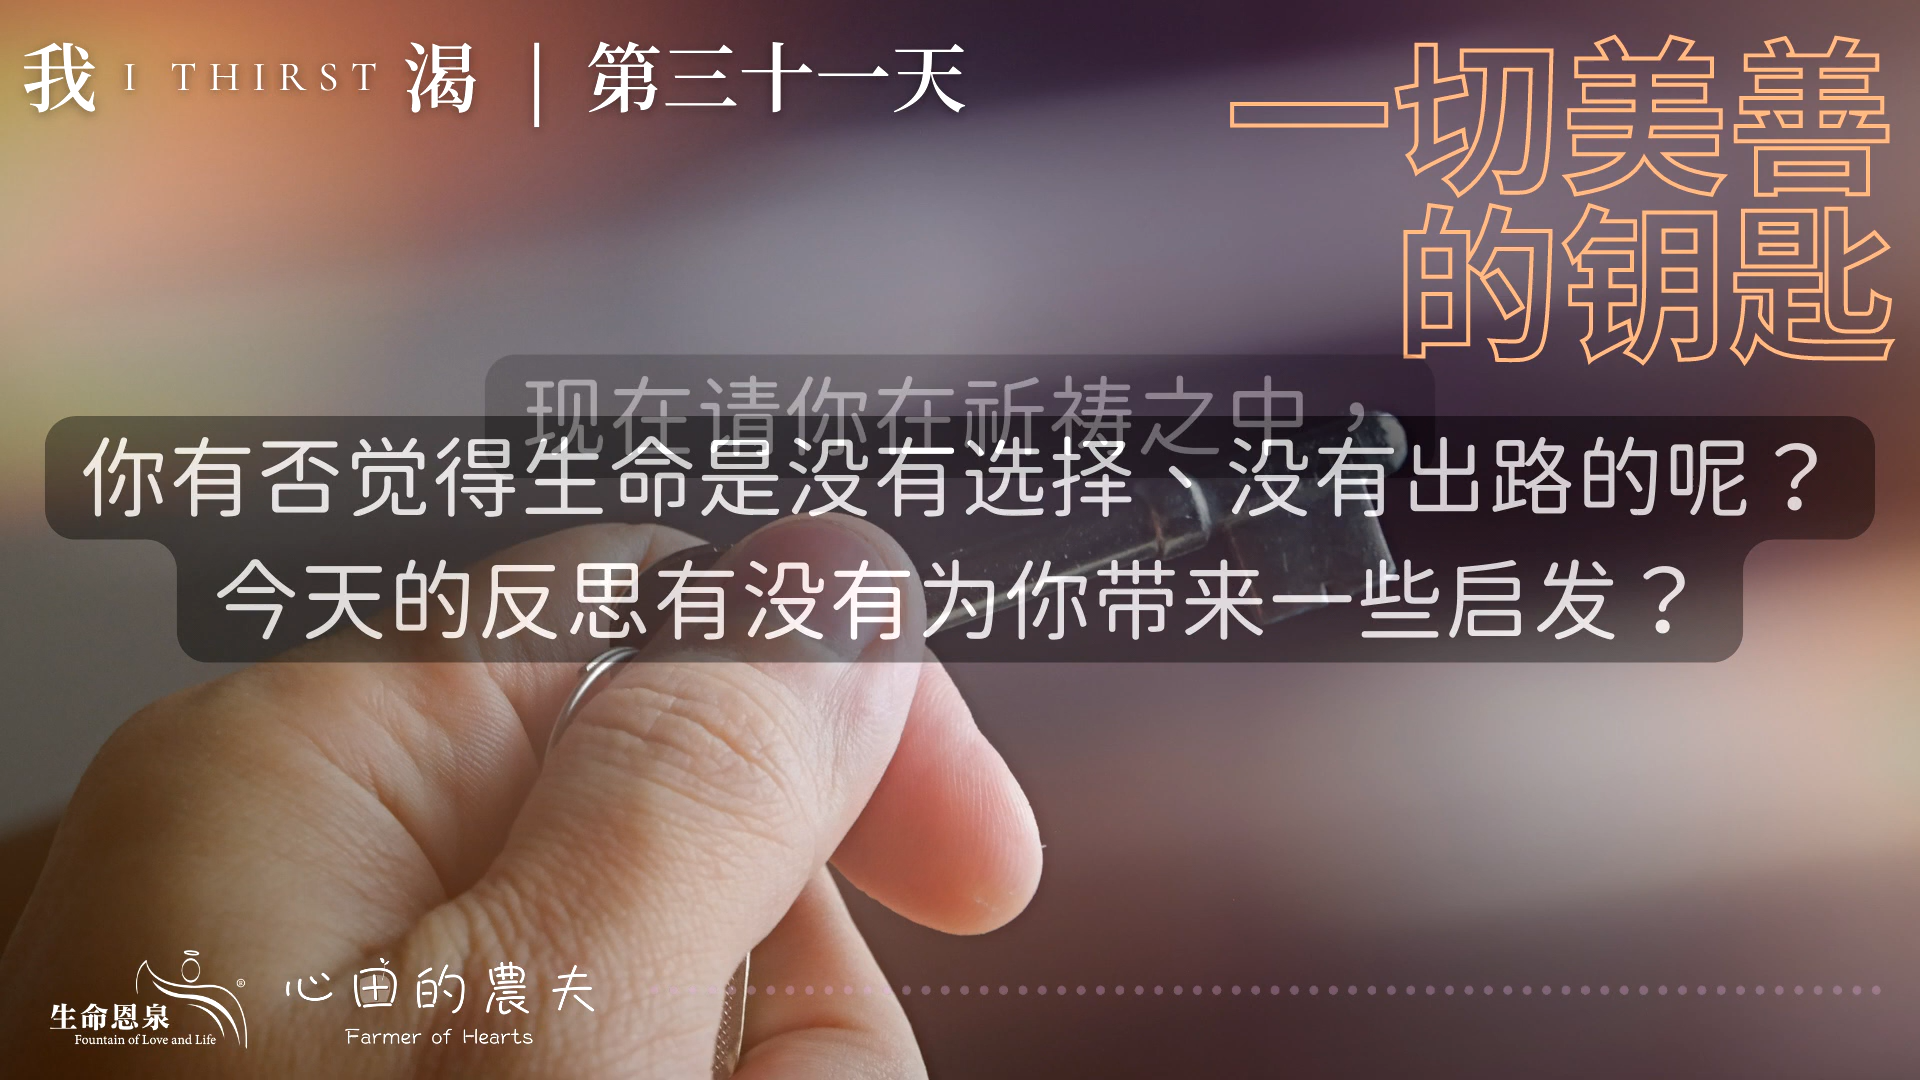 我 I THIRST 渴 | 第三十一天
一切美善
的钥匙
现在请你在祈祷之中，
你有否觉得生命是没有选择、没有出路的呢？
今天的反思有没有为你带来一些启发？
生命恩泉
Fountain of Love and Life
®
心田的農夫
Farmer of Hearts